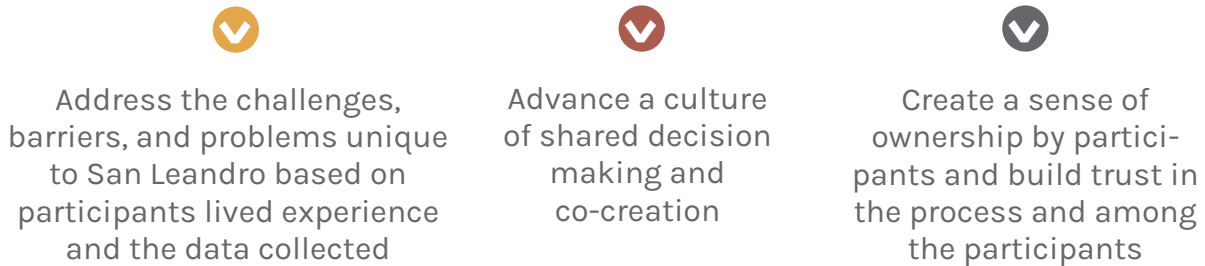 Address the challenges,
barriers, and problems unique
to San Leandro based on
participants lived experience
and the data collected
Advance a culture
of shared decision
making and
co-creation
Create a sense of
ownership by partici-
pants and build trust in
the process and among
the participants